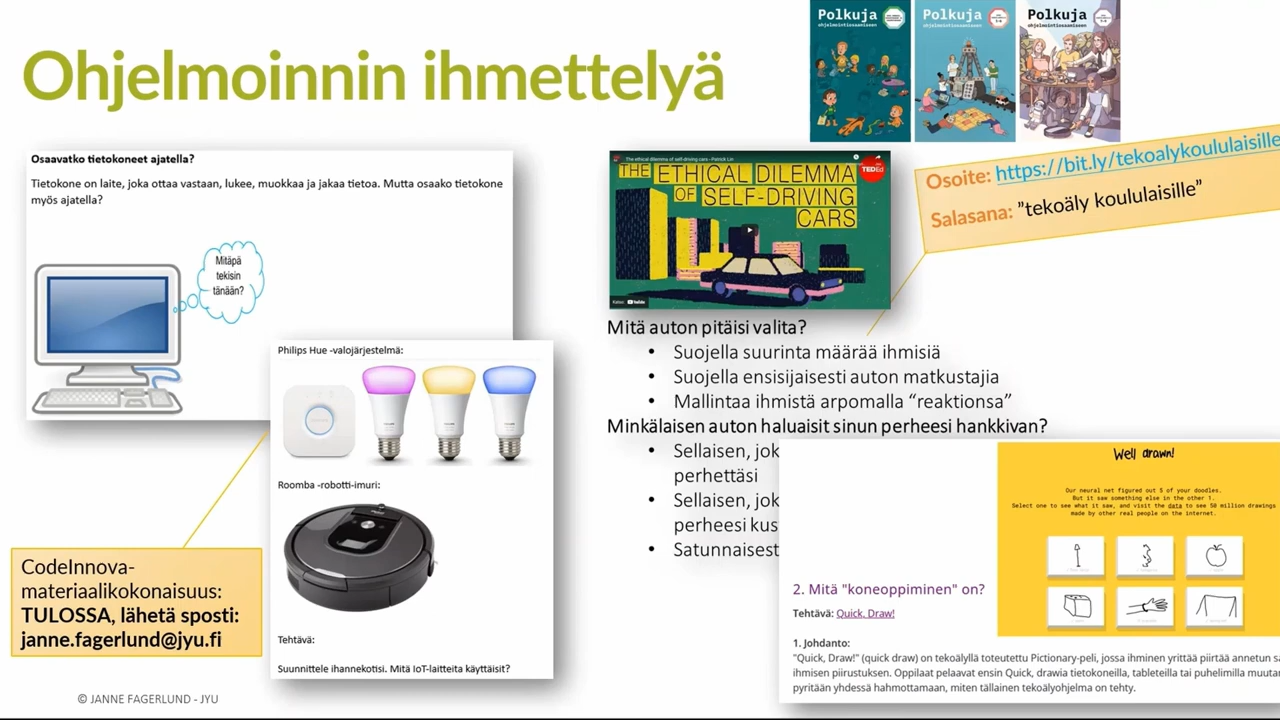 Ohjelmoinnin ihmettelyä
Polkuja
ohjelmointiosaamiseen
Polkuja
ohjelmointiosaamiseen
Polkuja
ohjelmointiosaamiseen
Osaavatko tietokoneet ajatella?
Tietokone on laite, joka ottaa vastaan, lukee, muokkaa ja jakaa tietoa. Mutta osaako tietokone
myös ajatella?
Mitäpä
tekisin
tänään?
Philips Hue -valojärjestelmä:
Roomba -robotti-imuri:
Tehtävä:
Suunnittele ihannekotisi. Mitä IoT-laitteita käyttäisit?
CodeInnova-
materiaalikokonaisuus:
TULOSSA, lähetä sposti:
janne.fagerlund@jyu.fi
© JANNE FAGERLUND - JYU
The ethical dilemma of self-driving cars - Patrick Lin
THE ETHICAL DILEMMA
OF SELF-DRIVING
CARS
TEDEd
Katso: YouTube
Osoite: https://bit.ly/tekoalykoululaisille
Salasana: ”tekoäly koululaisille”
Mitä auton pitäisi valita?
• Suojella suurinta määrää ihmisiä
• Suojella ensisijaisesti auton matkustajia
• Mallintaa ihmistä arpomalla “reaktionsa”
Minkälaisen auton haluaisit sinun perheesi hankkivan?
• Sellaisen, jok
perhettäsi
• Sellaisen, jok
perheesi kus
• Satunnaisest
Well drawn!
Our neural net figured out 5 of your doodles.
But it saw something else in the other 1.
Select one to see what it saw, and visit the data to see 50 million drawings
made by other real people on the internet.
2. Mitä "koneoppiminen" on?
Tehtävä: Quick, Draw!
1. Johdanto:
"Quick, Draw!" (quick draw) on tekoälyllä toteutettu Pictionary-peli, jossa ihminen yrittää piirtää annetun sa
ihmisen piirustuksen. Oppilaat pelaavat ensin Quick, drawia tietokoneilla, tableteilla tai puhelimilla muutar
pyritään yhdessä hahmottamaan, miten tällainen tekoälyohjelma on tehty.